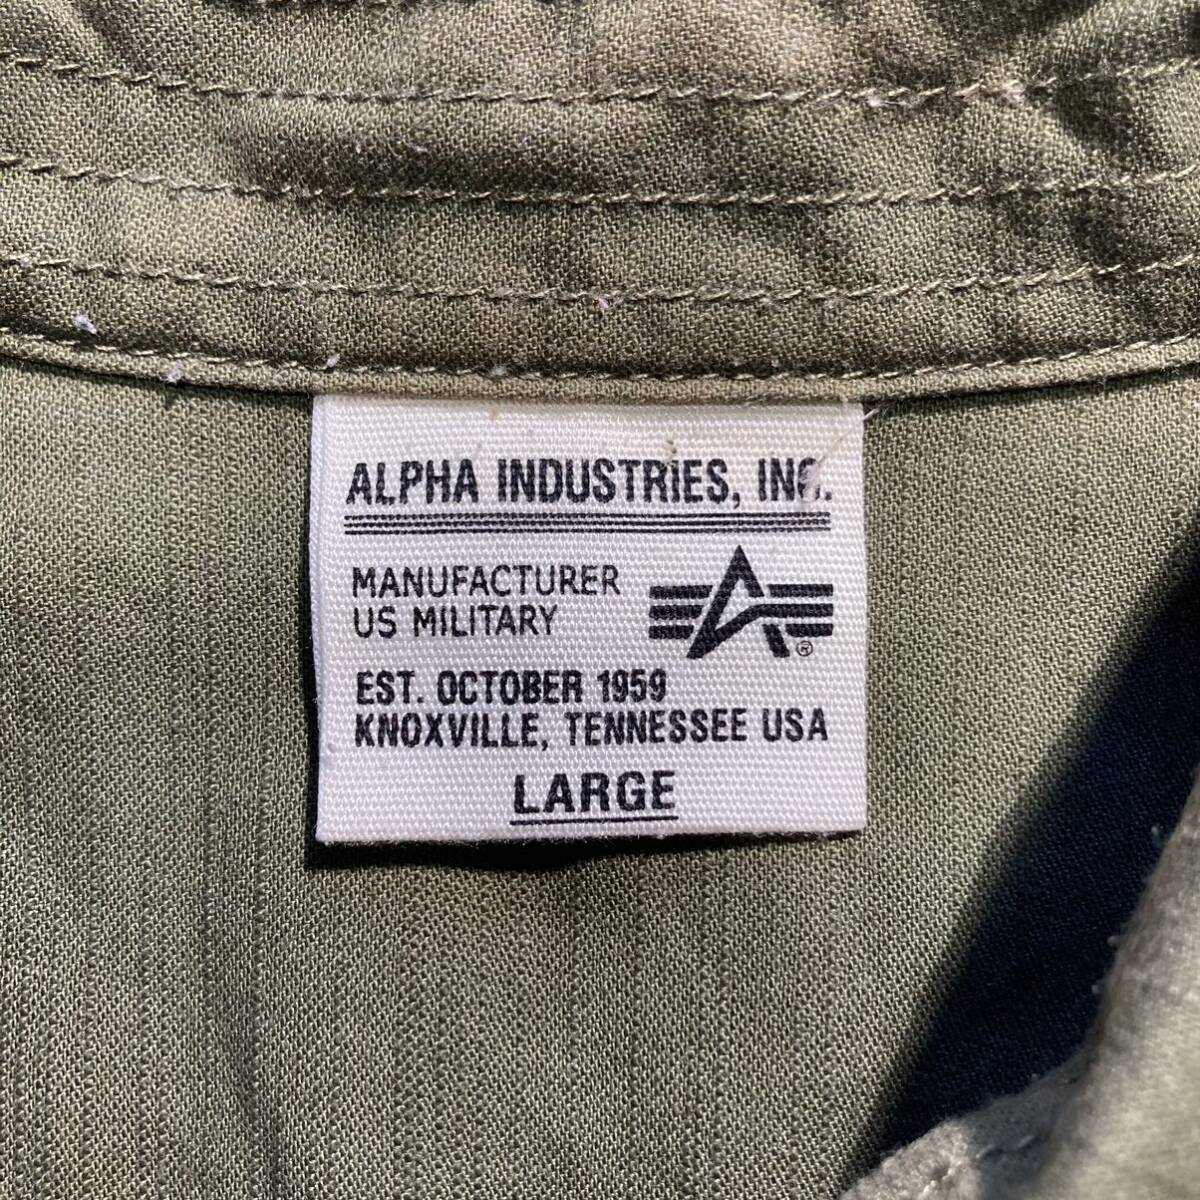 ALPHA INDUSTRIES, INC.
MANUFACTURER
US MILITARY
®
EST. OCTOBER 1959
KNOXVILLE, TENNESSEE USA
LARGE